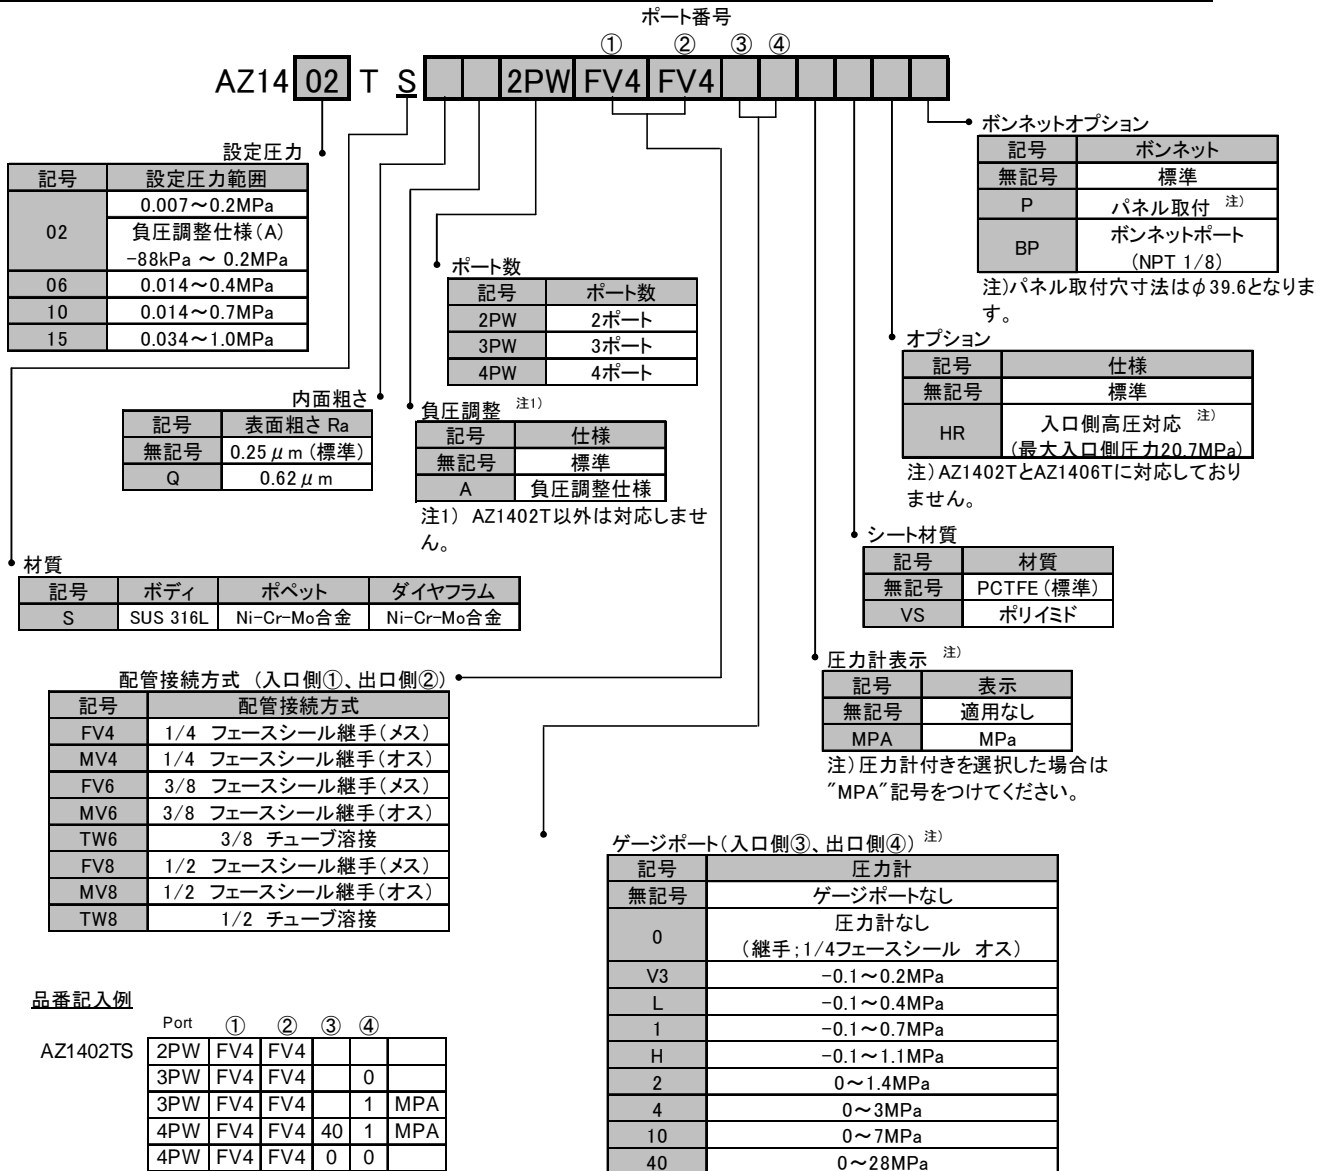 ポート番号
① ② ③ ④
AZ14 02 T S 2PW FV4 FV4
設定圧力
記号 設定圧力範囲
02 0.007～0.2MPa
負圧調整仕様(A)
-88kPa ～ 0.2MPa
06 0.014～0.4MPa
10 0.014～0.7MPa
15 0.034～1.0MPa
ボンネットオプション
記号 ボンネット
無記号 標準
P パネル取付 注)
BP ボンネットポート
(NPT 1/8)
注)パネル取付穴寸法はφ39.6となりま
す。
ポート数
記号 ポート数
2PW 2ポート
3PW 3ポート
4PW 4ポート
オプション
記号 仕様
無記号 標準
HR 入口側高圧対応 注)
(最大入口側圧力20.7MPa)
注)AZ1402TとAZ1406Tに対応しており
ません。
内面粗さ
記号 表面粗さ Ra
無記号 0.25μm(標準)
Q 0.62μm
負圧調整 注1)
記号 仕様
無記号 標準
A 負圧調整仕様
注1) AZ1402T以外は対応しませ
ん。
シート材質
記号 材質
無記号 PCTFE(標準)
VS ポリイミド
材質
記号 ボディ ポペット ダイヤフラム
S SUS 316L Ni-Cr-Mo合金 Ni-Cr-Mo合金
圧力計表示 注)
記号 表示
無記号 適用なし
MPA MPa
注)圧力計付きを選択した場合は
"MPA"記号をつけてください。
配管接続方式 (入口側①、出口側②)
記号 配管接続方式
FV4 1/4 フェースシール継手(メス)
MV4 1/4 フェースシール継手(オス)
FV6 3/8 フェースシール継手(メス)
MV6 3/8 フェースシール継手(オス)
TW6 3/8 チューブ溶接
FV8 1/2 フェースシール継手(メス)
MV8 1/2 フェースシール継手(オス)
TW8 1/2 チューブ溶接
ゲージポート(入口側③、出口側④) 注)
記号 圧力計
無記号 ゲージポートなし
0 圧力計なし
(継手;1/4フェースシール オス)
V3 -0.1～0.2MPa
L -0.1～0.4MPa
1 -0.1～0.7MPa
H -0.1～1.1MPa
2 0～1.4MPa
4 0～3MPa
10 0～7MPa
40 0～28MPa
品番記入例
Port ① ② ③ ④
AZ1402TS 2PW FV4 FV4
3PW FV4 FV4 0
3PW FV4 FV4 1 MPA
4PW FV4 FV4 40 1 MPA
4PW FV4 FV4 0 0